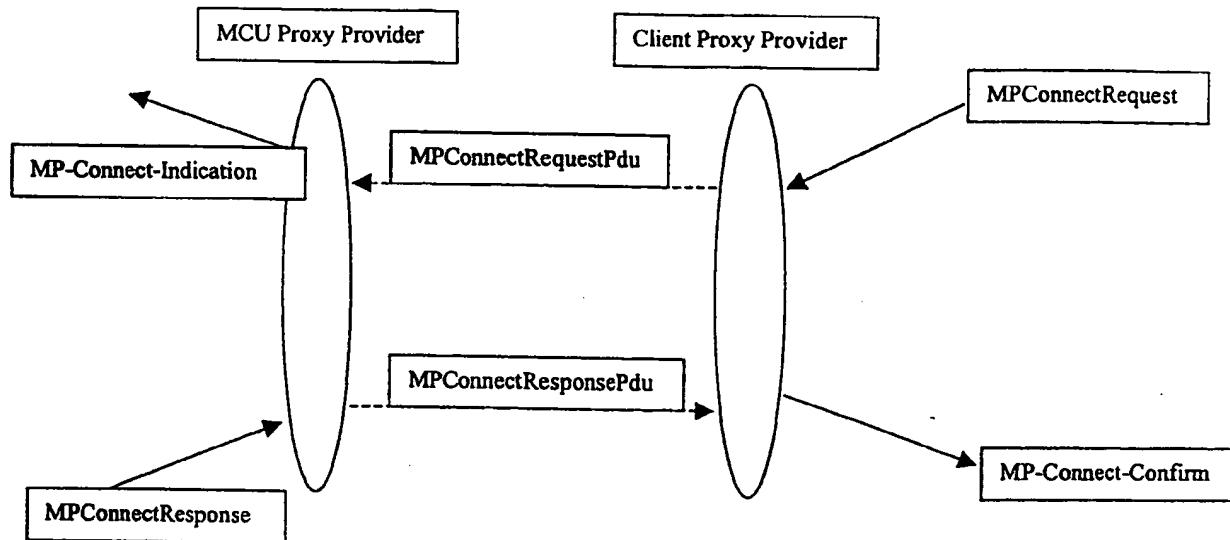 MCU Proxy Provider
Client Proxy Provider
MPConnectRequest
MPConnectRequestPdu
MP-Connect-Indication
MPConnectResponsePdu
MP-Connect-Confirm
MPConnectResponse